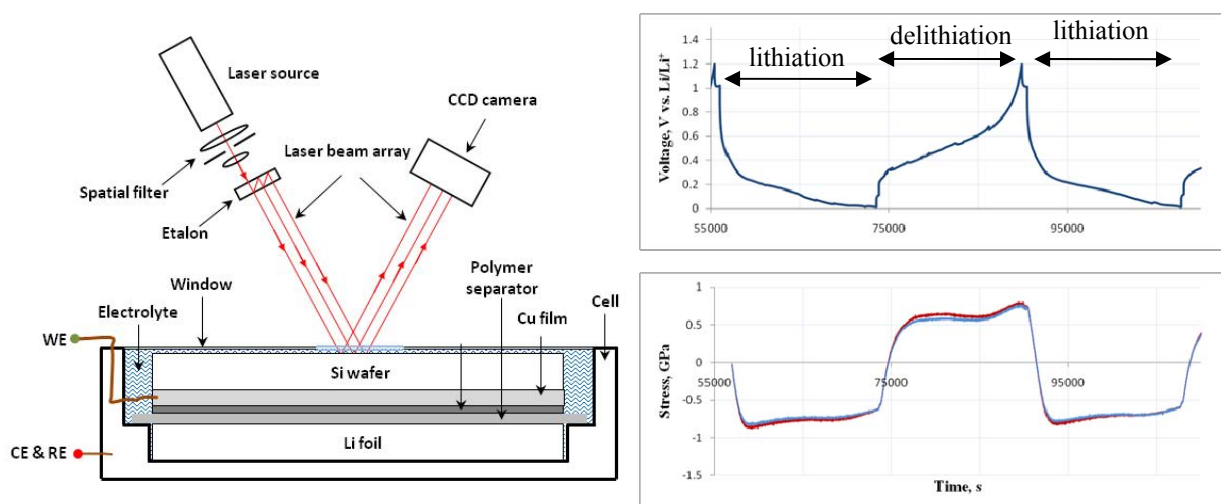 Laser source
CCD camera
Laser beam array
Spatial filter
Etalon
Polymer
separator
Window
Cell
Electrolyte
Cu film
WE
Si wafer
Li foil
CE & RE
lithiation
delithiation
lithiation
Voltage, V vs. Li/Li⁺
1.4
1.2
1
0.8
0.6
0.4
0.2
0
55000
75000
95000
Stress, GPa
1
0.5
0
-0.5
-1
-1.5
55000
75000
95000
Time, s